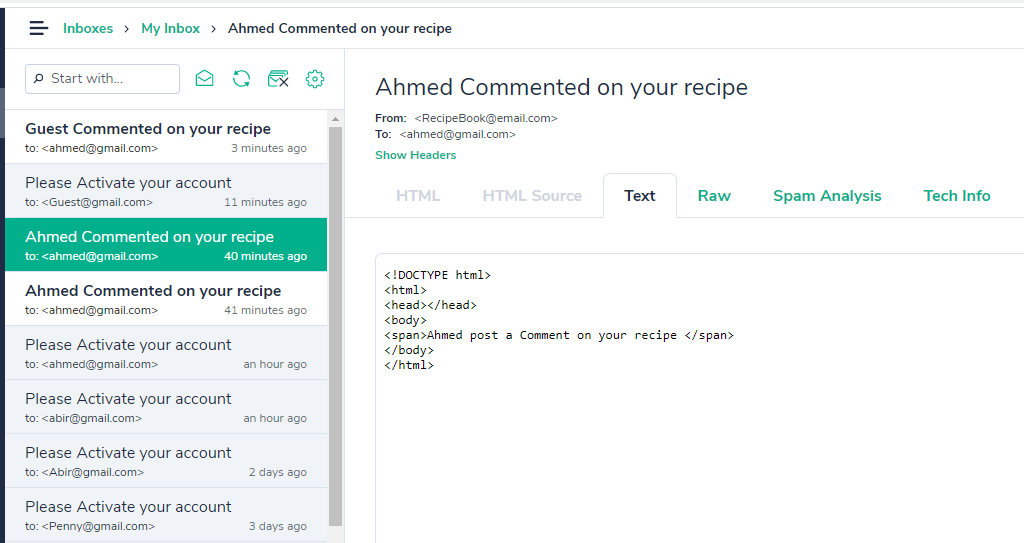 Inboxes > My Inbox > Ahmed Commented on your recipe
Start with...
Guest Commented on your recipe
to: <ahmed@gmail.com> 3 minutes ago
Please Activate your account
to: <Guest@gmail.com> 11 minutes ago
Ahmed Commented on your recipe
to: <ahmed@gmail.com> 40 minutes ago
Ahmed Commented on your recipe
to: <ahmed@gmail.com> 41 minutes ago
Please Activate your account
to: <ahmed@gmail.com> an hour ago
Please Activate your account
to: <abir@gmail.com> an hour ago
Please Activate your account
to: <Abir@gmail.com> 2 days ago
Please Activate your account
to: <Penny@gmail.com> 3 days ago
Ahmed Commented on your recipe
From: <RecipeBook@email.com>
To: <ahmed@gmail.com>
Show Headers
HTML HTML Source Text Raw Spam Analysis Tech Info
<!DOCTYPE html>
<html>
<head></head>
<body>
<span>Ahmed post a Comment on your recipe </span>
</body>
</html>